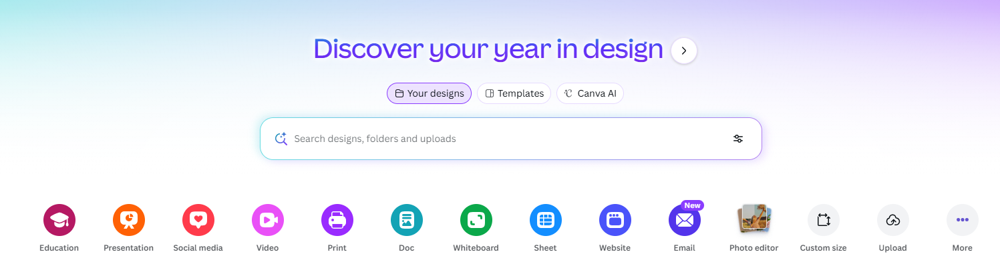 Discover your year in design
Your designs Templates Canva AI
Search designs, folders and uploads
New
Education Presentation Social media Video Print Doc Whiteboard Sheet Website Email Photo editor Custom size Upload More